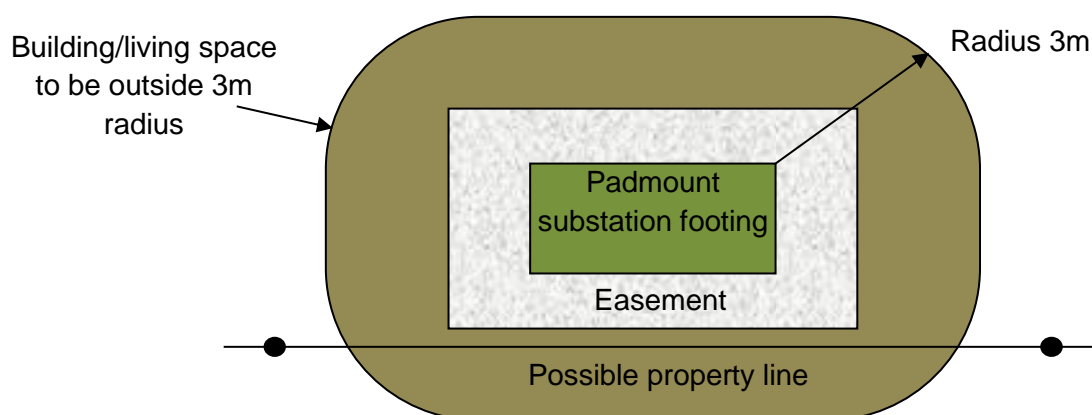 Building/living space
to be outside 3m
radius
Radius 3m
Padmount
substation footing
Easement
Possible property line